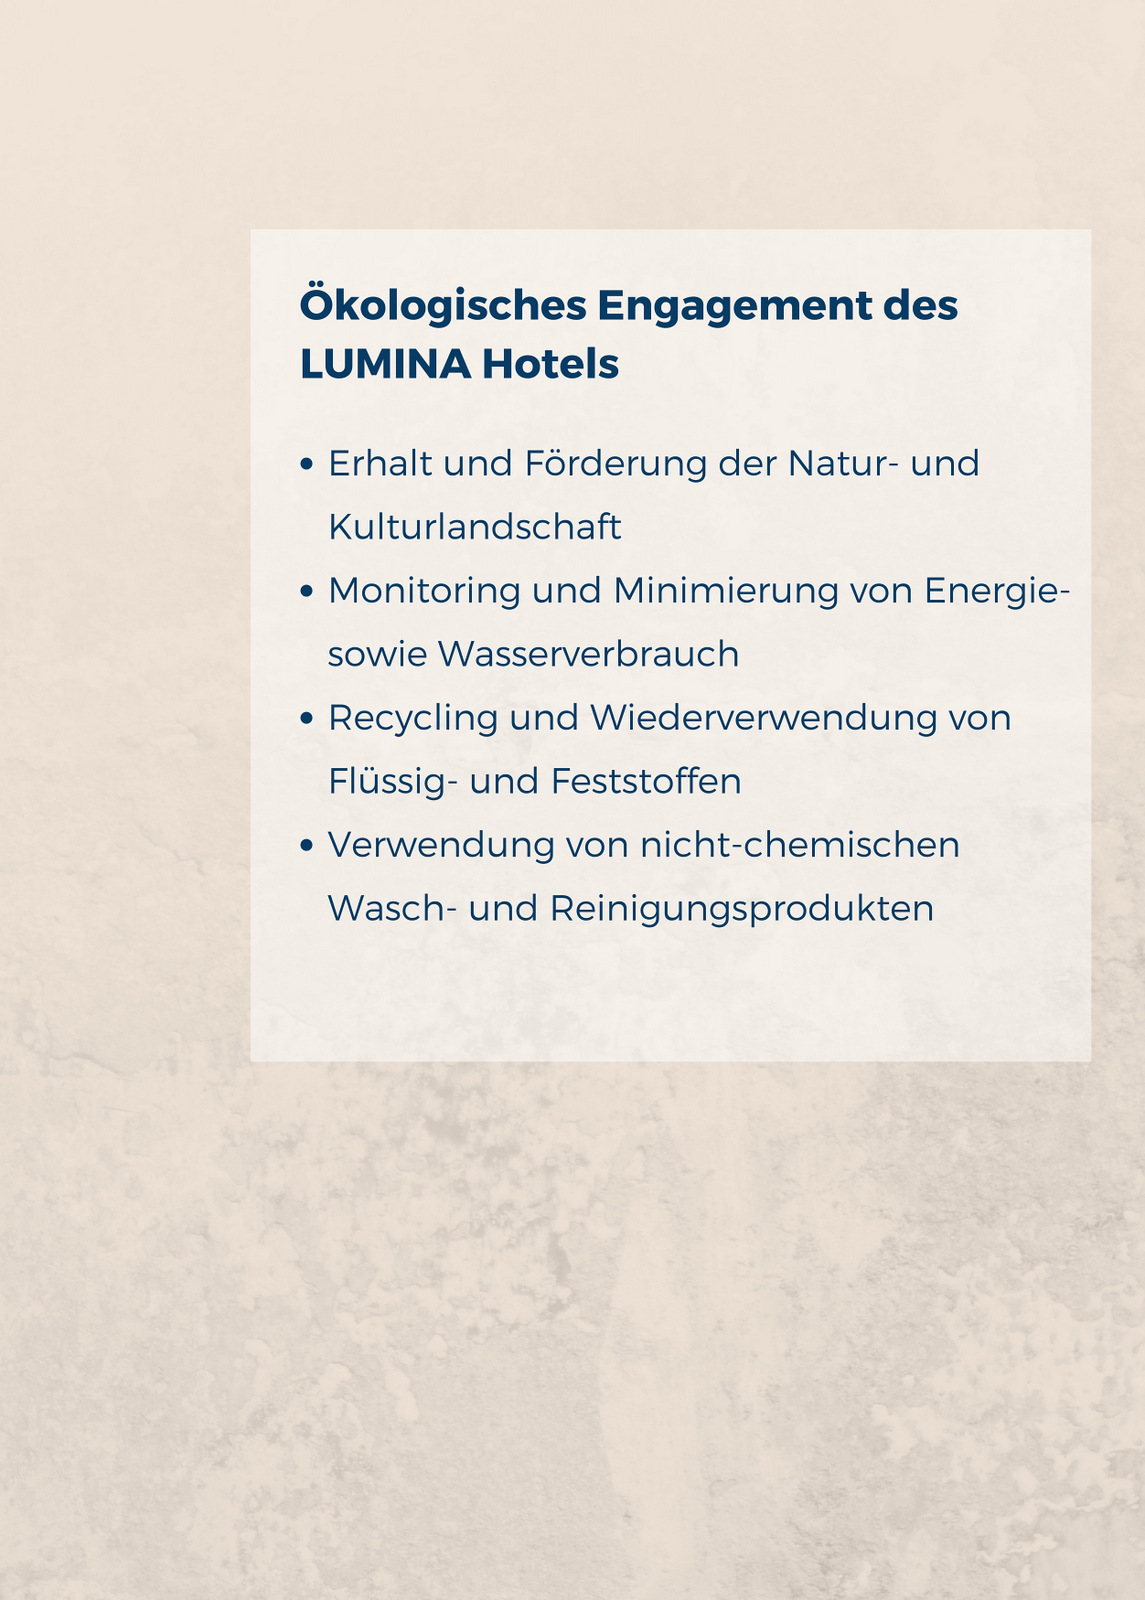 Ökologisches Engagement des
LUMINA Hotels
• Erhalt und Förderung der Natur- und
Kulturlandschaft
• Monitoring und Minimierung von Energie-
sowie Wasserverbrauch
• Recycling und Wiederverwendung von
Flüssig- und Feststoffen
• Verwendung von nicht-chemischen
Wasch- und Reinigungsprodukten